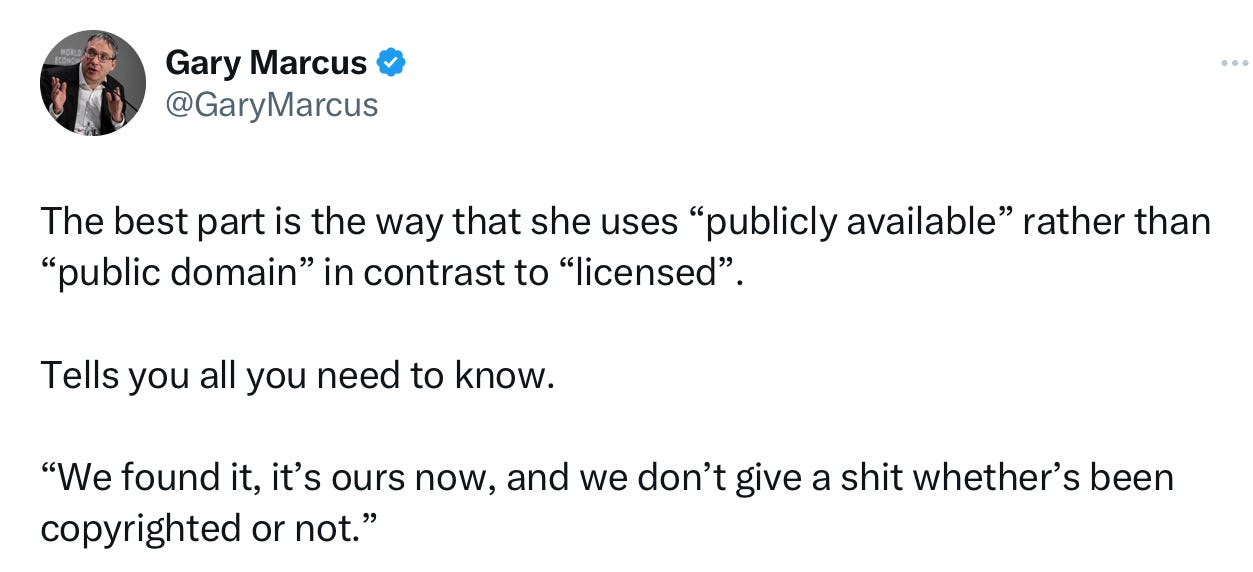 WORLD
ECONOM
Gary Marcus
@GaryMarcus
The best part is the way that she uses “publicly available” rather than
“public domain” in contrast to “licensed”.
Tells you all you need to know.
“We found it, it’s ours now, and we don’t give a shit whether’s been
copyrighted or not.”